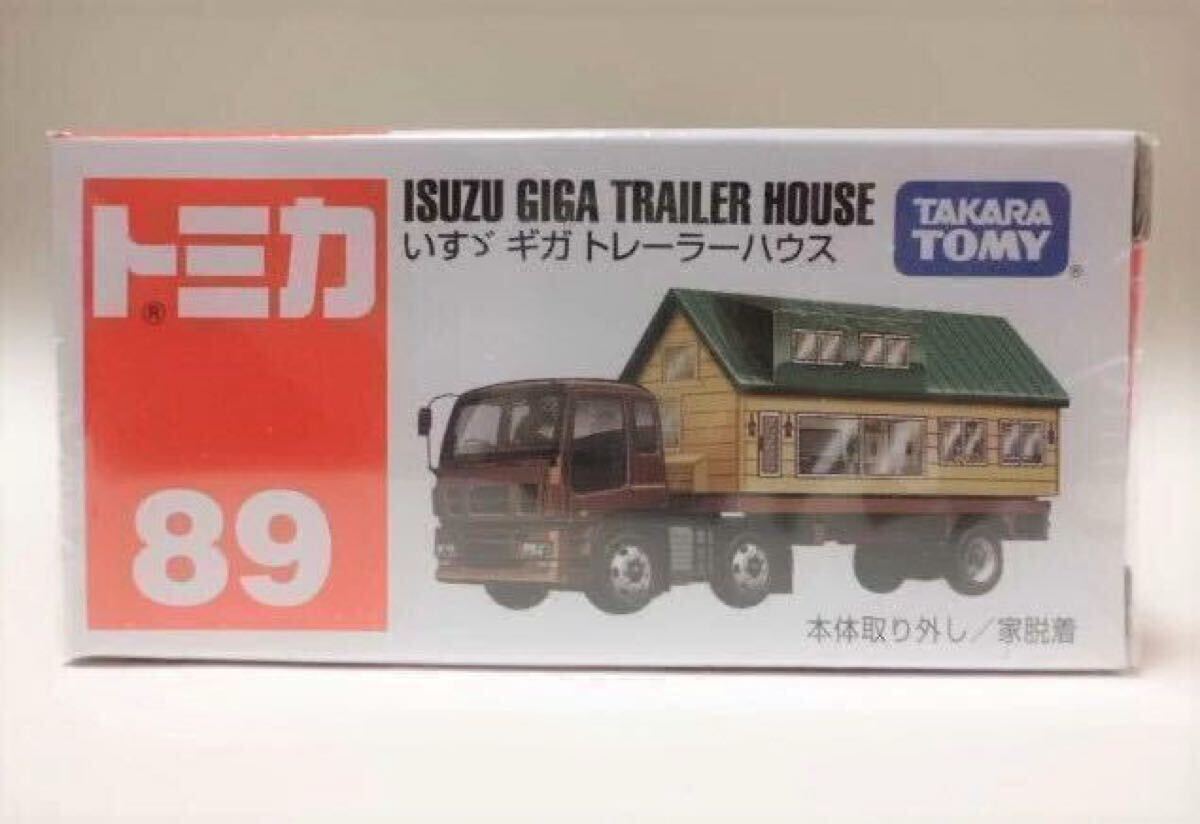 トミカ
®
89
ISUZU GIGA TRAILER HOUSE
いすゞ ギガ トレーラーハウス
TAKARA
TOMY
®
本体取り外し／家脱着